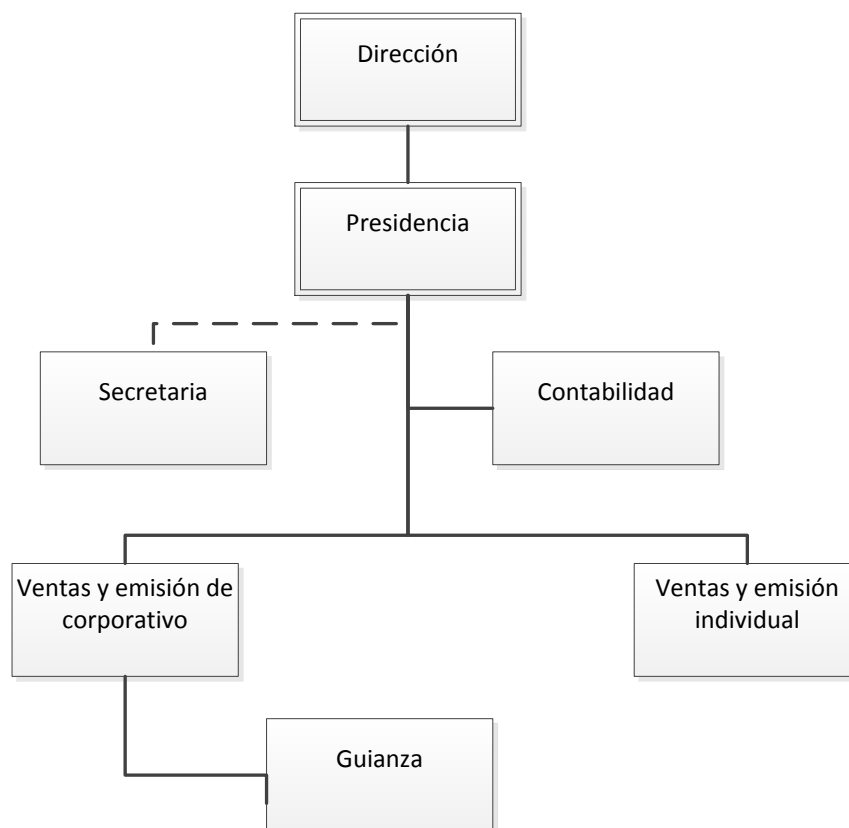 Dirección
Presidencia
Secretaria
Contabilidad
Ventas y emisión de
corporativo
Ventas y emisión
individual
Guianza